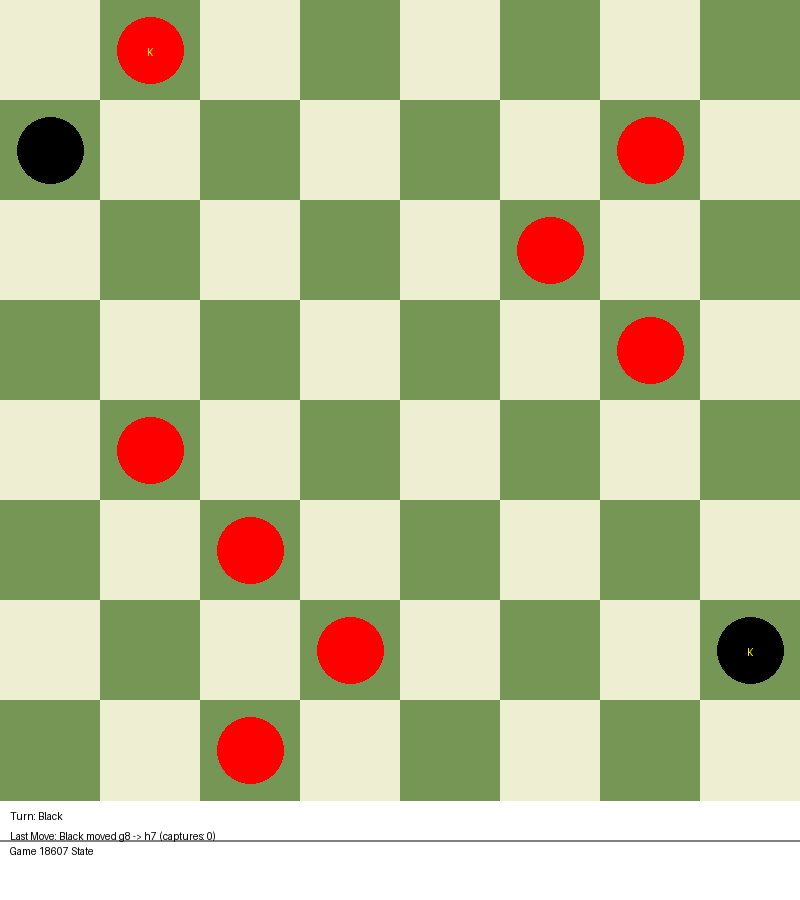 K
K
Turn: Black
Last Move: Black moved g8 -> h7 (captures: 0)
Game 18607 State